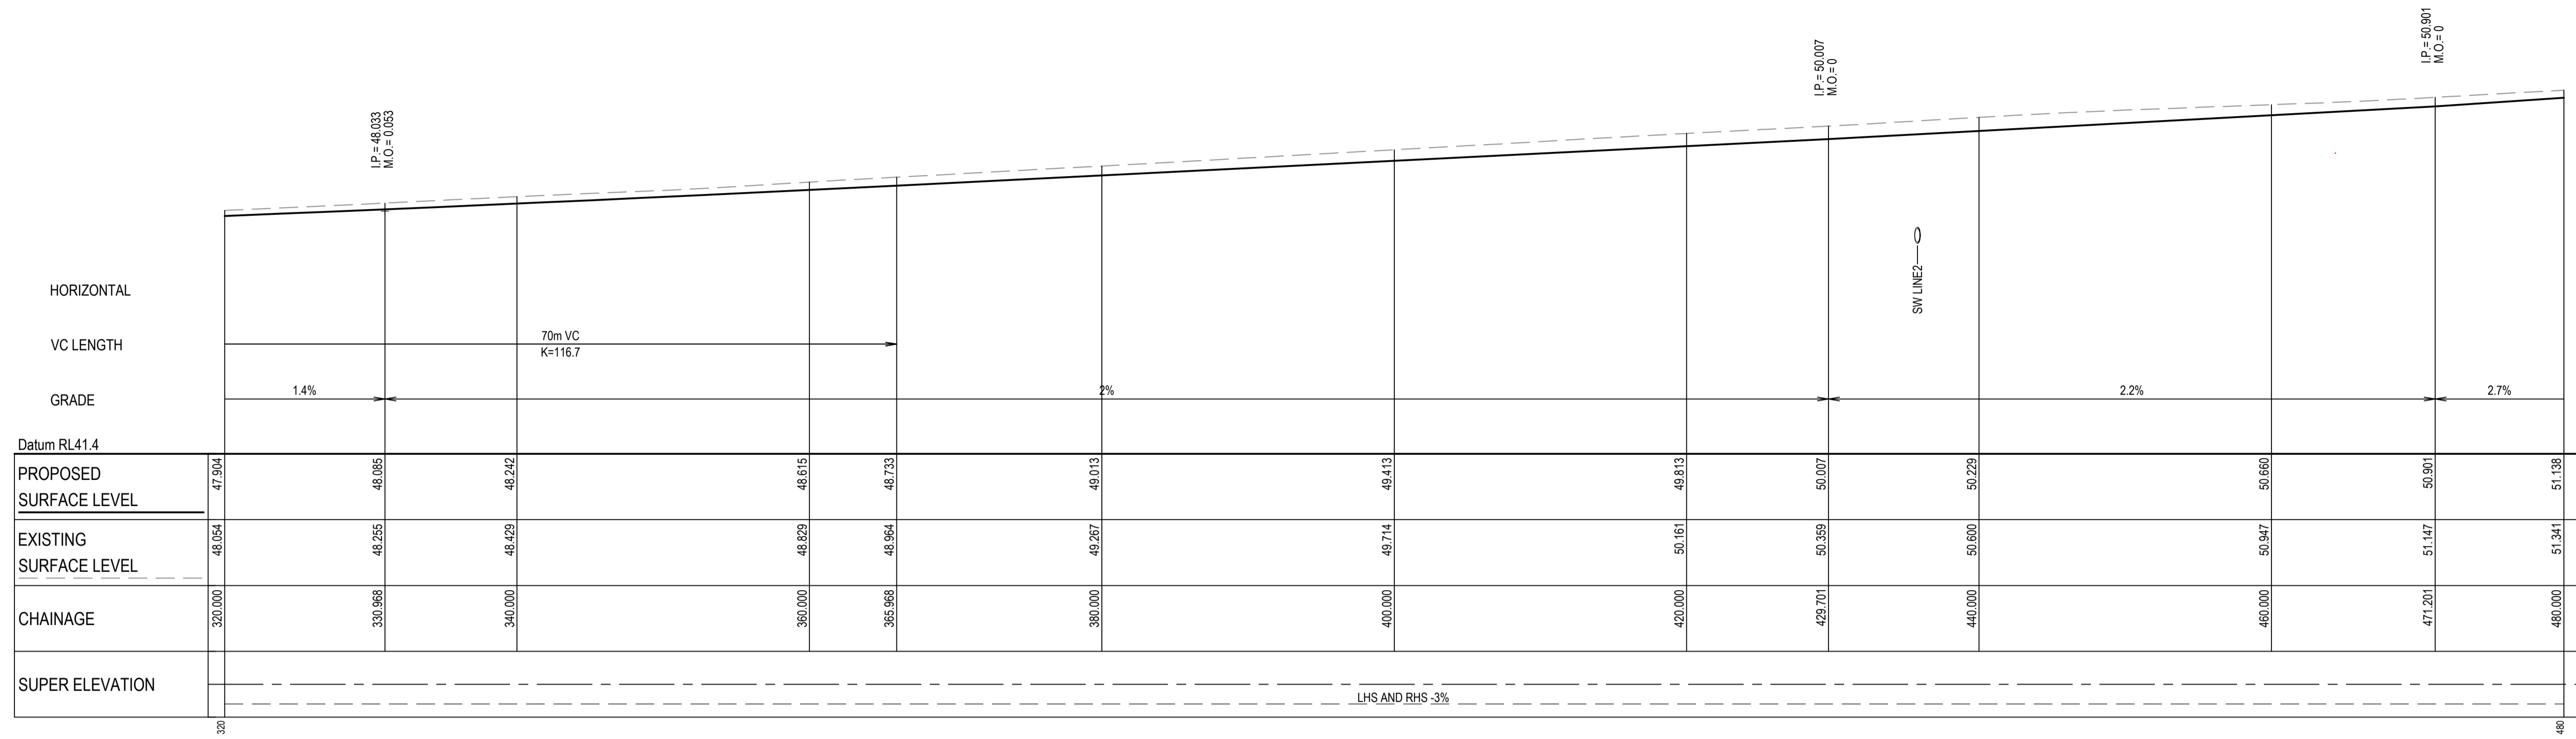 I.P.= 48.033
M.O.= 0.053
I.P.= 50.007
M.O.= 0
I.P.= 50.901
M.O.= 0
SW LINE2
HORIZONTAL
VC LENGTH
70m VC
K=116.7
GRADE
1.4%
2%
2.2%
2.7%
Datum RL41.4
PROPOSED
SURFACE LEVEL
47.904
48.085
48.242
48.615
48.733
49.013
49.413
49.813
50.007
50.229
50.660
50.901
51.138
EXISTING
SURFACE LEVEL
48.054
48.255
48.429
48.829
48.964
49.267
49.714
50.161
50.359
50.600
50.947
51.147
51.341
CHAINAGE
320.000
330.968
340.000
360.000
365.968
380.000
400.000
420.000
429.701
440.000
460.000
471.201
480.000
SUPER ELEVATION
LHS AND RHS -3%
320
480